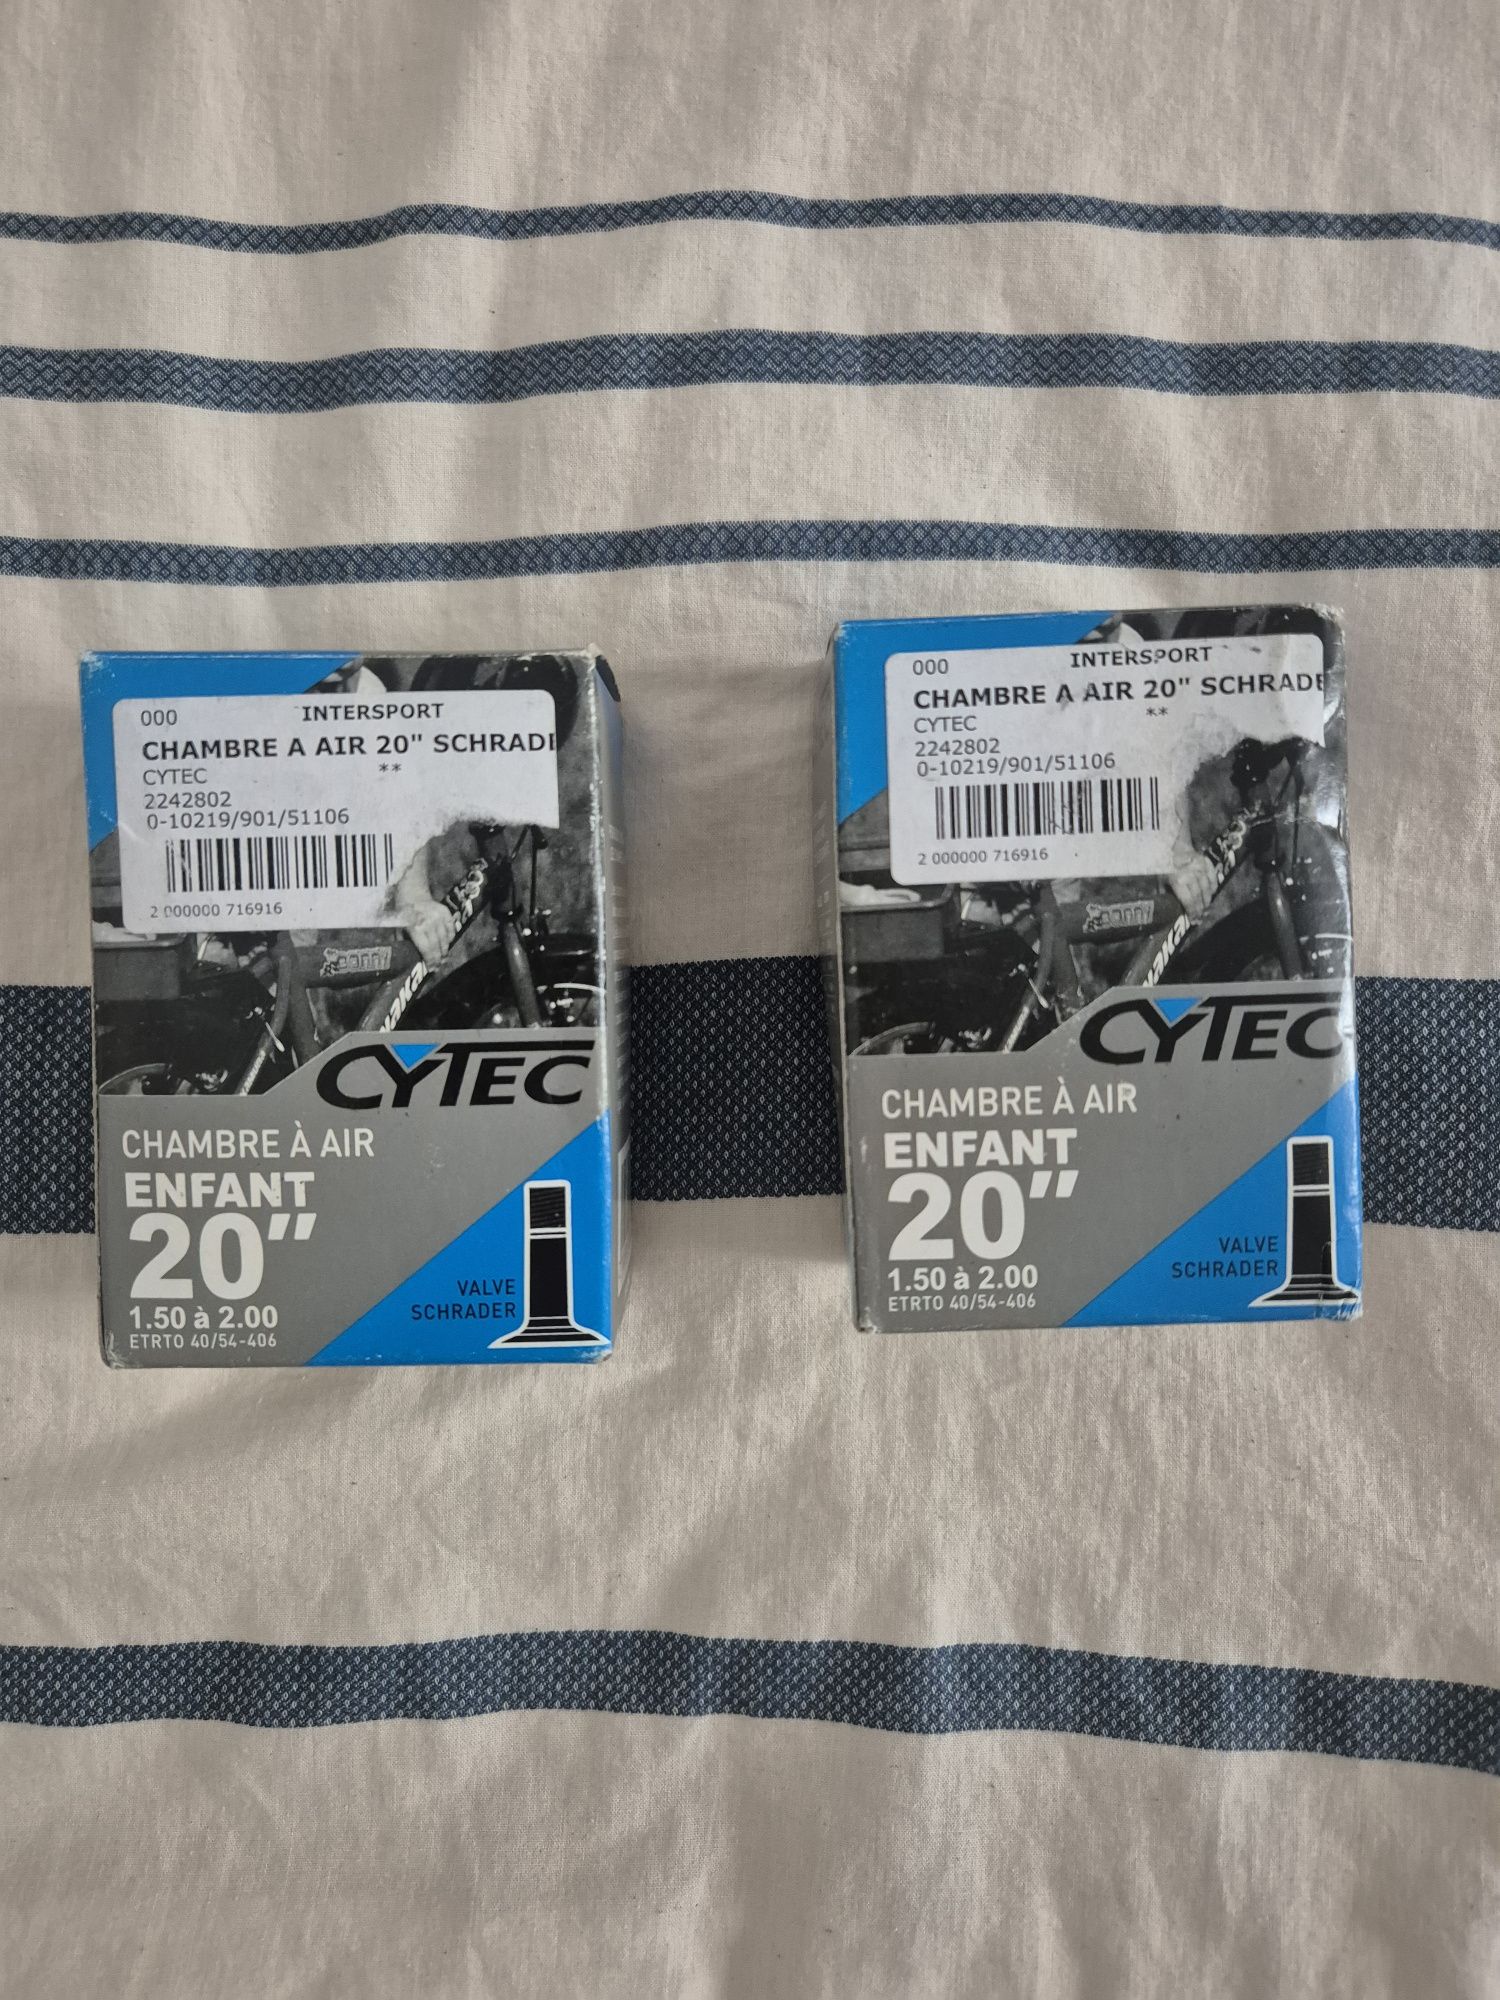 000 INTERSPORT
CHAMBRE A AIR 20" SCHRADE
CYTEC **
2242802
0-10219/901/51106
2 000000 716916
CYTEC
CHAMBRE À AIR
ENFANT
20"
1.50 à 2.00
ETRTO 40/54-406
VALVE
SCHRADER
000 INTERSPORT
CHAMBRE A AIR 20" SCHRADE
CYTEC **
2242802
0-10219/901/51106
2 000000 716916
CYTEC
CHAMBRE À AIR
ENFANT
20"
1.50 à 2.00
ETRTO 40/54-406
VALVE
SCHRADER